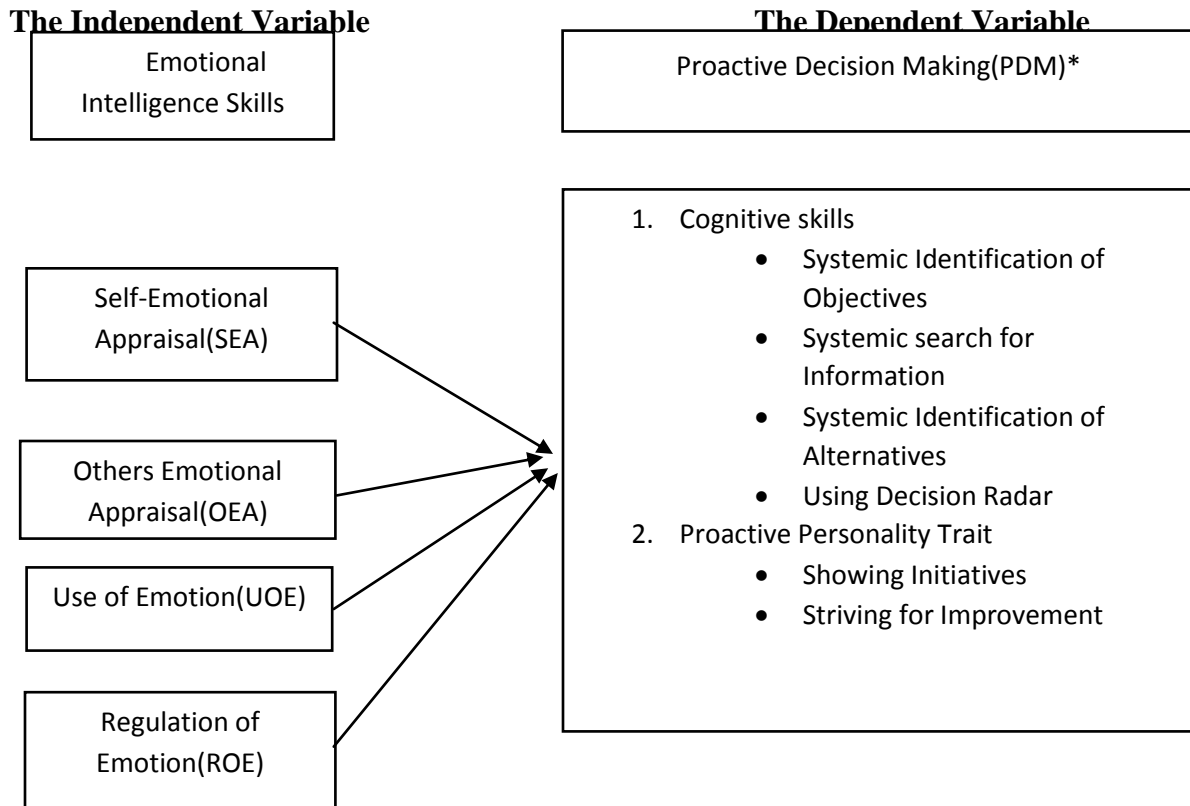 The Independent Variable
The Dependent Variable
Emotional
Intelligence Skills
Proactive Decision Making(PDM)*
Self-Emotional
Appraisal(SEA)
Others Emotional
Appraisal(OEA)
Use of Emotion(UOE)
Regulation of
Emotion(ROE)
1. Cognitive skills
• Systemic Identification of
Objectives
• Systemic search for
Information
• Systemic Identification of
Alternatives
• Using Decision Radar
2. Proactive Personality Trait
• Showing Initiatives
• Striving for Improvement